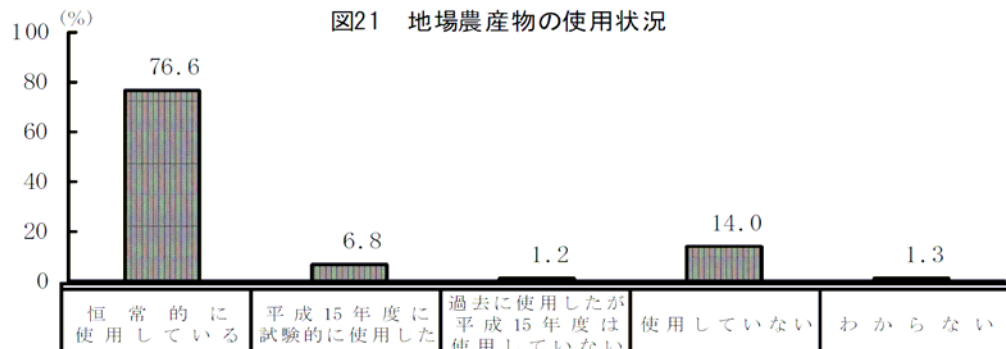 図21 地場農産物の使用状況
(%)
100
80
60
40
20
0
76.6
6.8
1.2
14.0
1.3
恒常的に
使用している
平成15年度に
試験的に使用した
過去に使用したが
平成15年度は
使用していない
使用していない
わからない